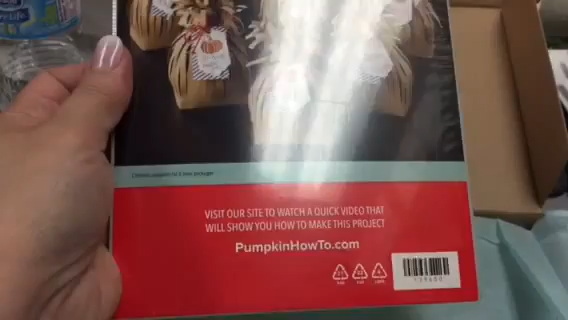 VISIT OUR SITE TO WATCH A QUICK VIDEO THAT
WILL SHOW YOU HOW TO MAKE THIS PROJECT
PumpkinHowTo.com